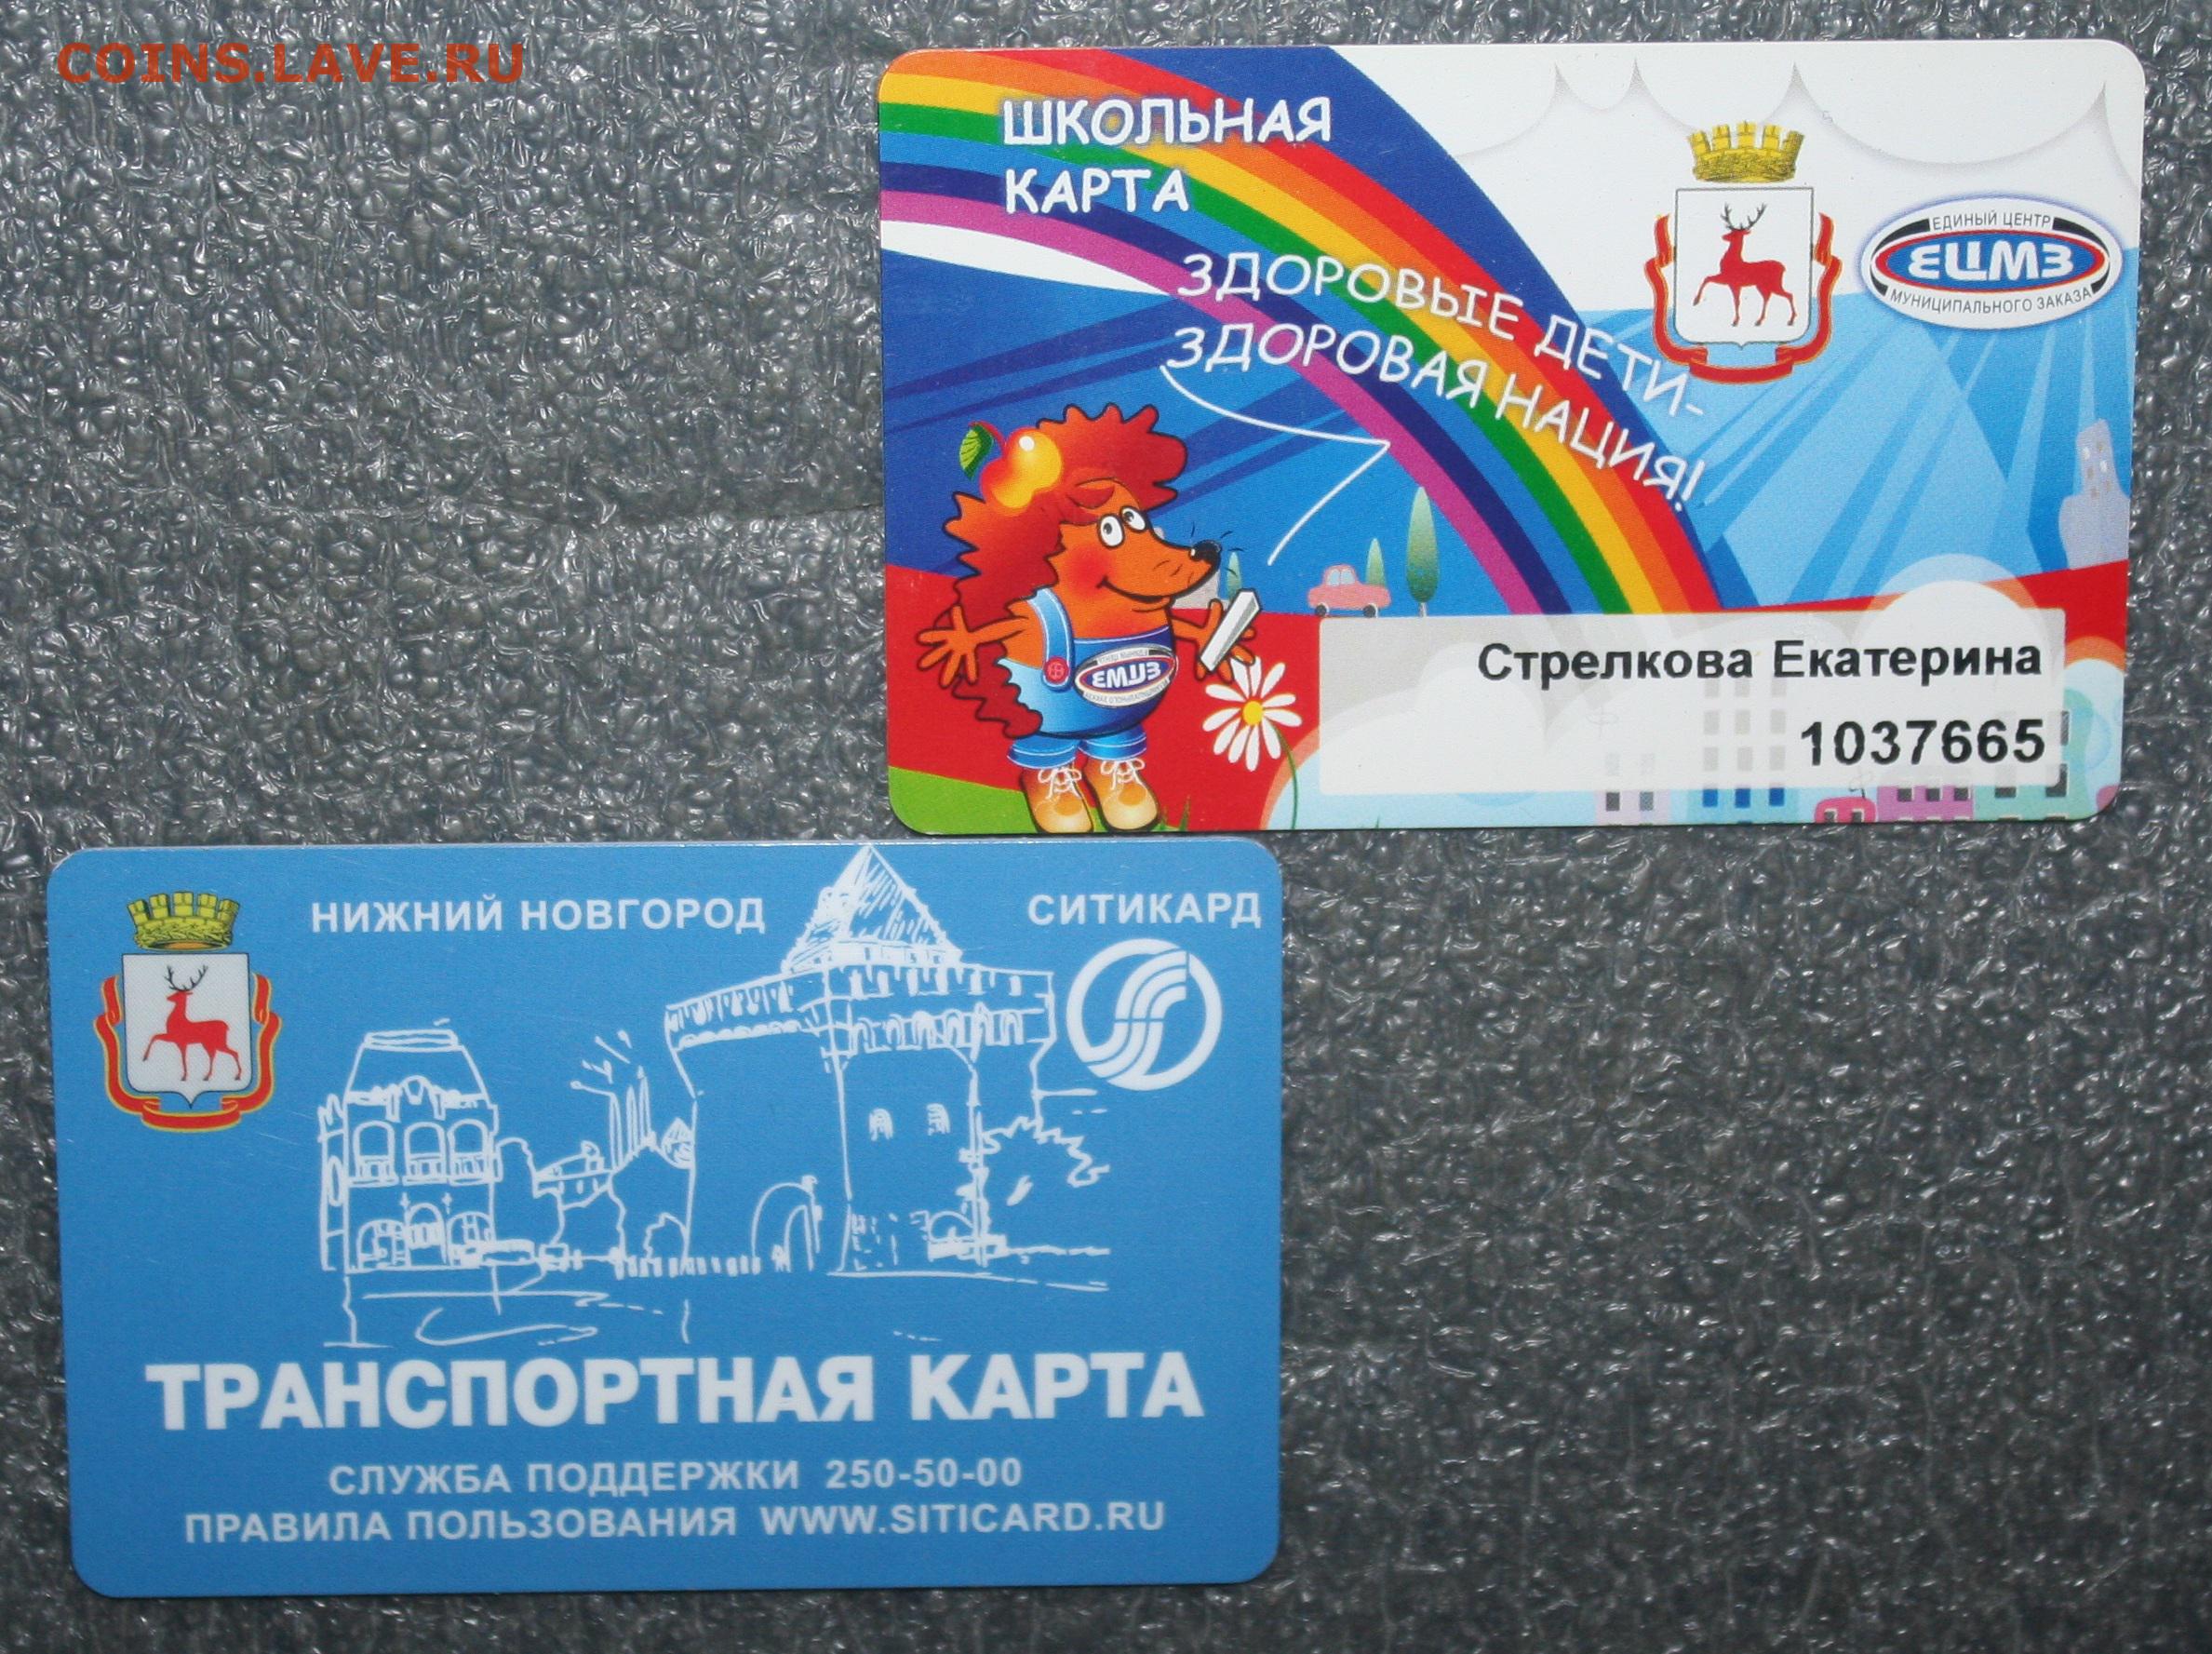 COINS.LAVE.RU
ШКОЛЬНАЯ
КАРТА
ЗДОРОВЫЕ ДЕТИ-
ЗДОРОВАЯ НАЦИЯ!
ЕДИНЫЙ ЦЕНТР
ЕЦМЗ
МУНИЦИПАЛЬНОГО ЗАКАЗА
Стрелкова Екатерина
1037665
НИЖНИЙ НОВГОРОД
СИТИКАРД
ТРАНСПОРТНАЯ КАРТА
СЛУЖБА ПОДДЕРЖКИ 250-50-00
ПРАВИЛА ПОЛЬЗОВАНИЯ WWW.SITICARD.RU